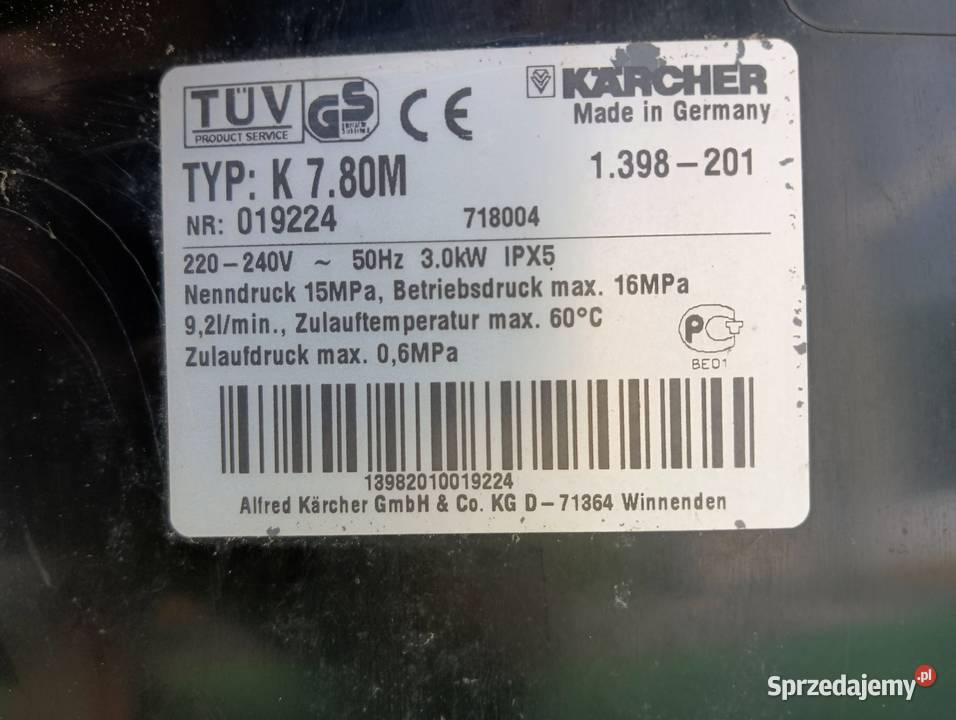 TÜV
PRODUCT SERVICE
GS
CE
KÄRCHER
Made in Germany
TYP: K 7.80M
1.398-201
NR: 019224
718004
220-240V ~ 50Hz 3.0kW IPX5
Nenndruck 15MPa, Betriebsdruck max. 16MPa
9,2l/min., Zulauftemperatur max. 60°C
Zulaufdruck max. 0,6MPa
BE01
13982010019224
Alfred Kärcher GmbH & Co. KG D-71364 Winnenden
Sprzedajemy.pl